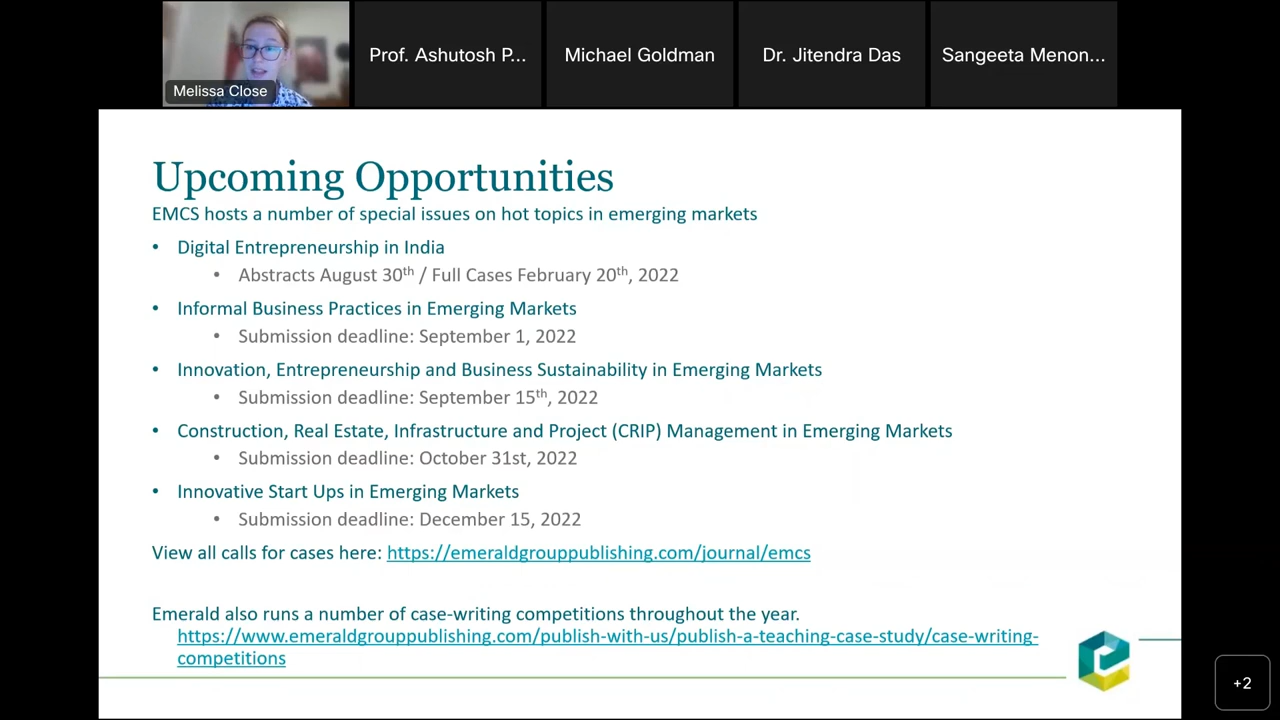 Melissa Close
Prof. Ashutosh P...
Michael Goldman
Dr. Jitendra Das
Sangeeta Menon...
Upcoming Opportunities
EMCS hosts a number of special issues on hot topics in emerging markets
• Digital Entrepreneurship in India
• Abstracts August 30th / Full Cases February 20th, 2022
• Informal Business Practices in Emerging Markets
• Submission deadline: September 1, 2022
• Innovation, Entrepreneurship and Business Sustainability in Emerging Markets
• Submission deadline: September 15th, 2022
• Construction, Real Estate, Infrastructure and Project (CRIP) Management in Emerging Markets
• Submission deadline: October 31st, 2022
• Innovative Start Ups in Emerging Markets
• Submission deadline: December 15, 2022
View all calls for cases here: https://emeraldgrouppublishing.com/journal/emcs
Emerald also runs a number of case-writing competitions throughout the year.
https://www.emeraldgrouppublishing.com/publish-with-us/publish-a-teaching-case-study/case-writing-
competitions
+2